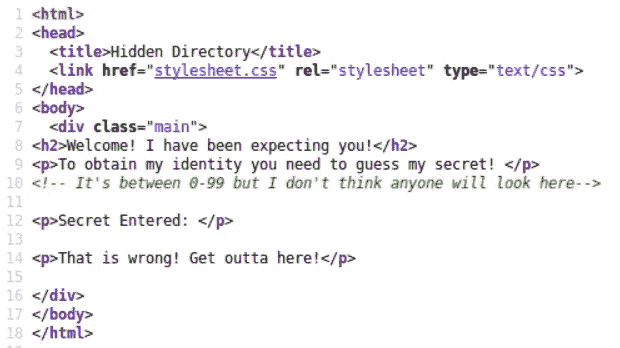 1 <html>
2 <head>
3 <title>Hidden Directory</title>
4 <link href="stylesheet.css" rel="stylesheet" type="text/css">
5 </head>
6 <body>
7 <div class="main">
8 <h2>Welcome! I have been expecting you!</h2>
9 <p>To obtain my identity you need to guess my secret! </p>
10 <!-- It's between 0-99 but I don't think anyone will look here-->
11
12 <p>Secret Entered: </p>
13
14 <p>That is wrong! Get outta here!</p>
15
16 </div>
17 </body>
18 </html>